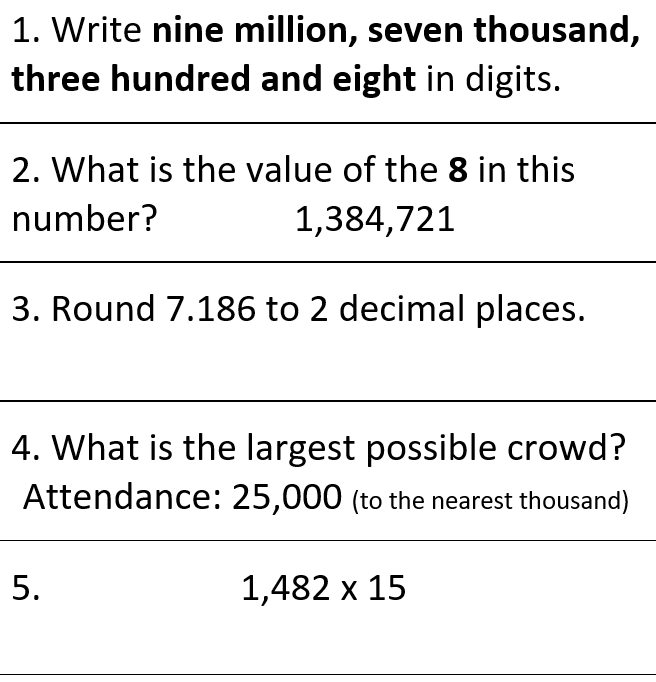 1. Write nine million, seven thousand,
three hundred and eight in digits.
2. What is the value of the 8 in this
number? 1,384,721
3. Round 7.186 to 2 decimal places.
4. What is the largest possible crowd?
Attendance: 25,000 (to the nearest thousand)
5. 1,482 x 15